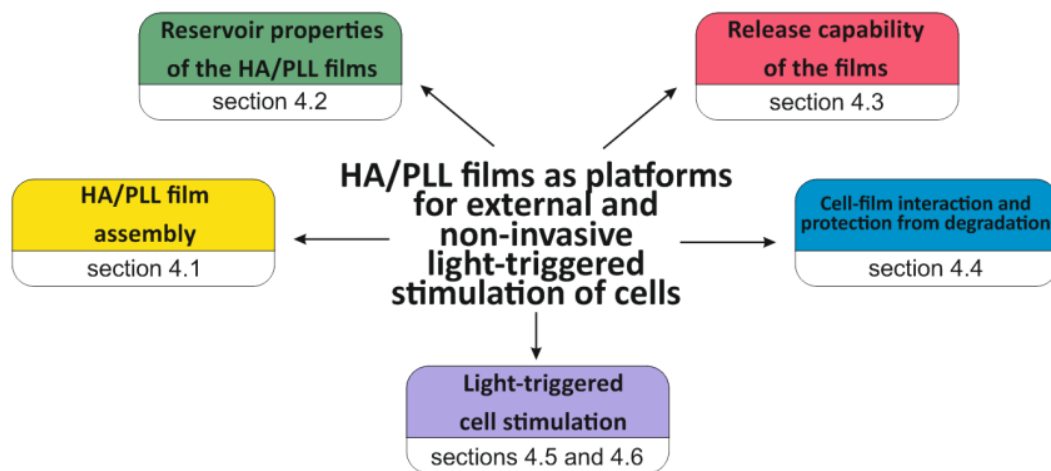 Reservoir properties
of the HA/PLL films
section 4.2
Release capability
of the films
section 4.3
HA/PLL films as platforms
for external and
non-invasive
light-triggered
stimulation of cells
HA/PLL film
assembly
section 4.1
Cell-film interaction and
protection from degradation
section 4.4
Light-triggered
cell stimulation
sections 4.5 and 4.6